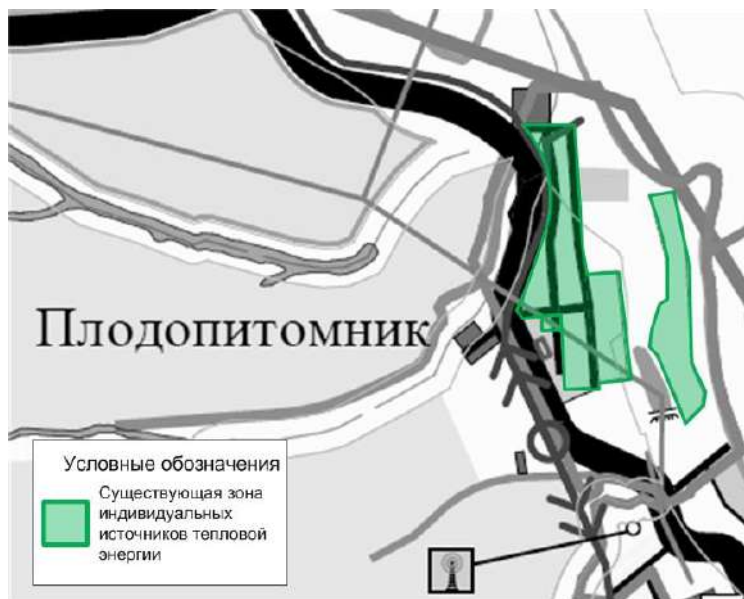 Плодопитомник
Условные обозначения
Существующая зона
индивидуальных
источников тепловой
энергии